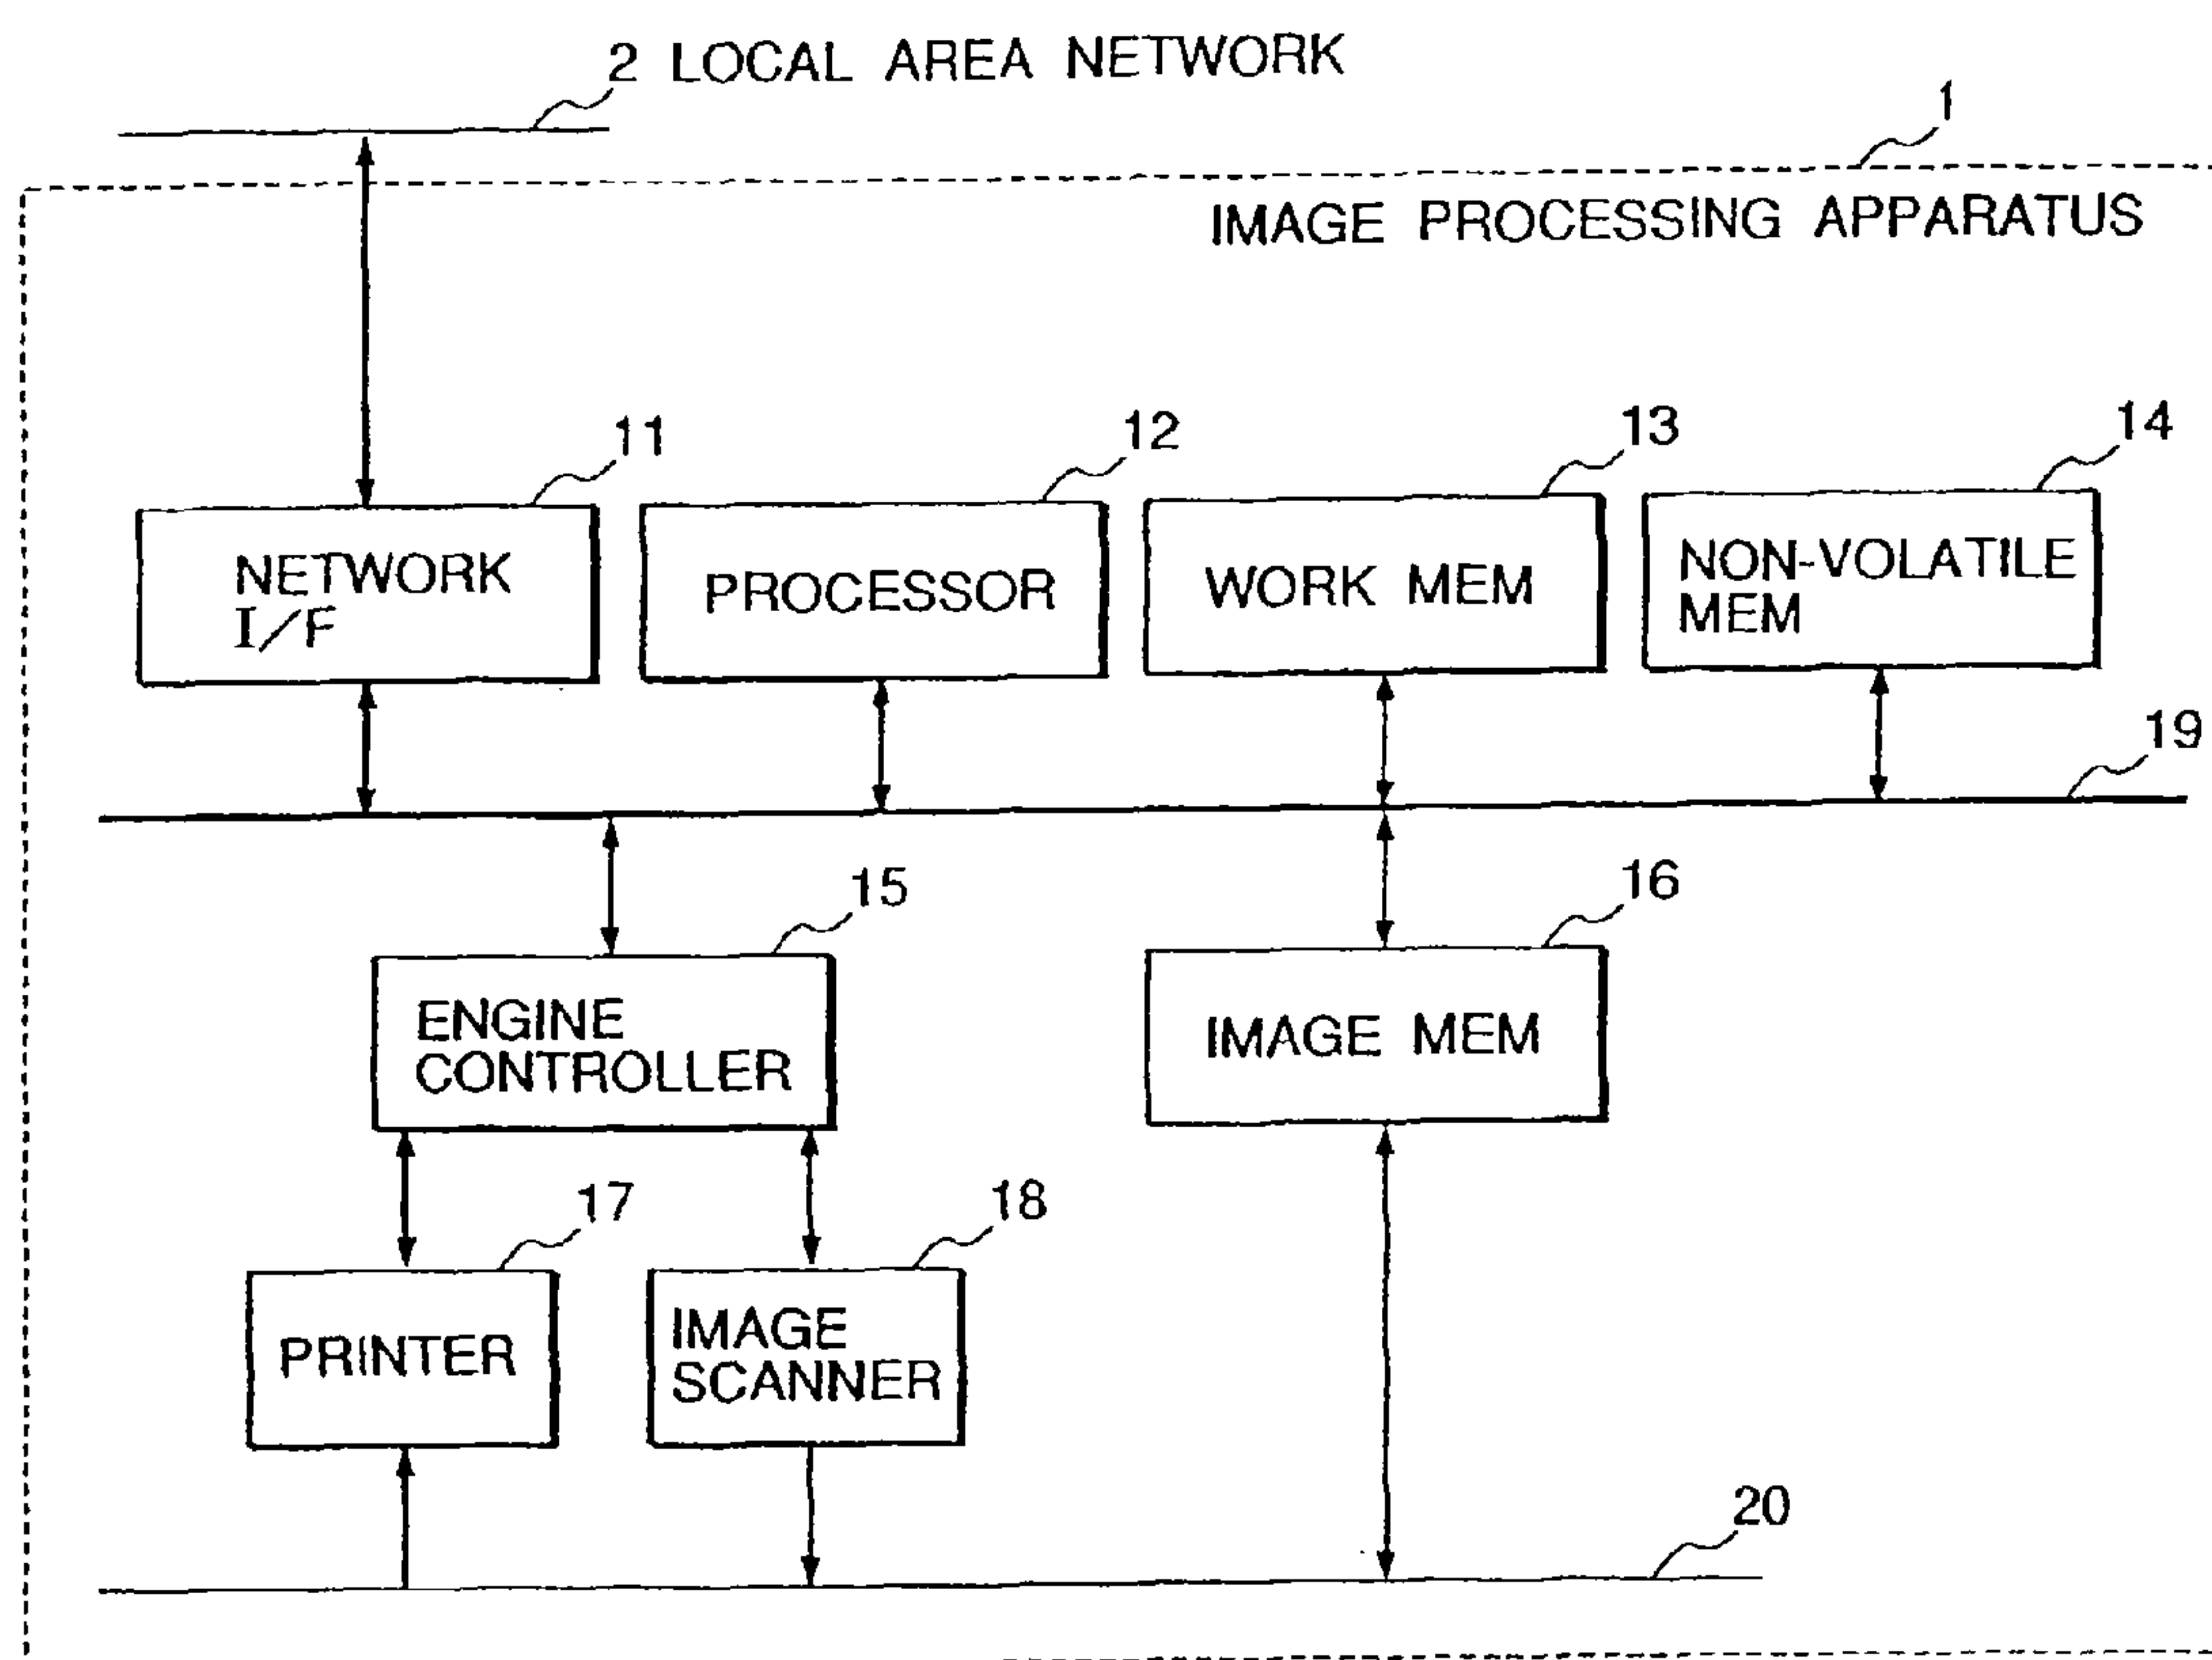 2 LOCAL AREA NETWORK
1
IMAGE PROCESSING APPARATUS
11
12
13
14
NETWORK
I/F
PROCESSOR
WORK MEM
NON-VOLATILE
MEM
19
15
16
ENGINE
CONTROLLER
IMAGE MEM
17
18
PRINTER
IMAGE
SCANNER
20